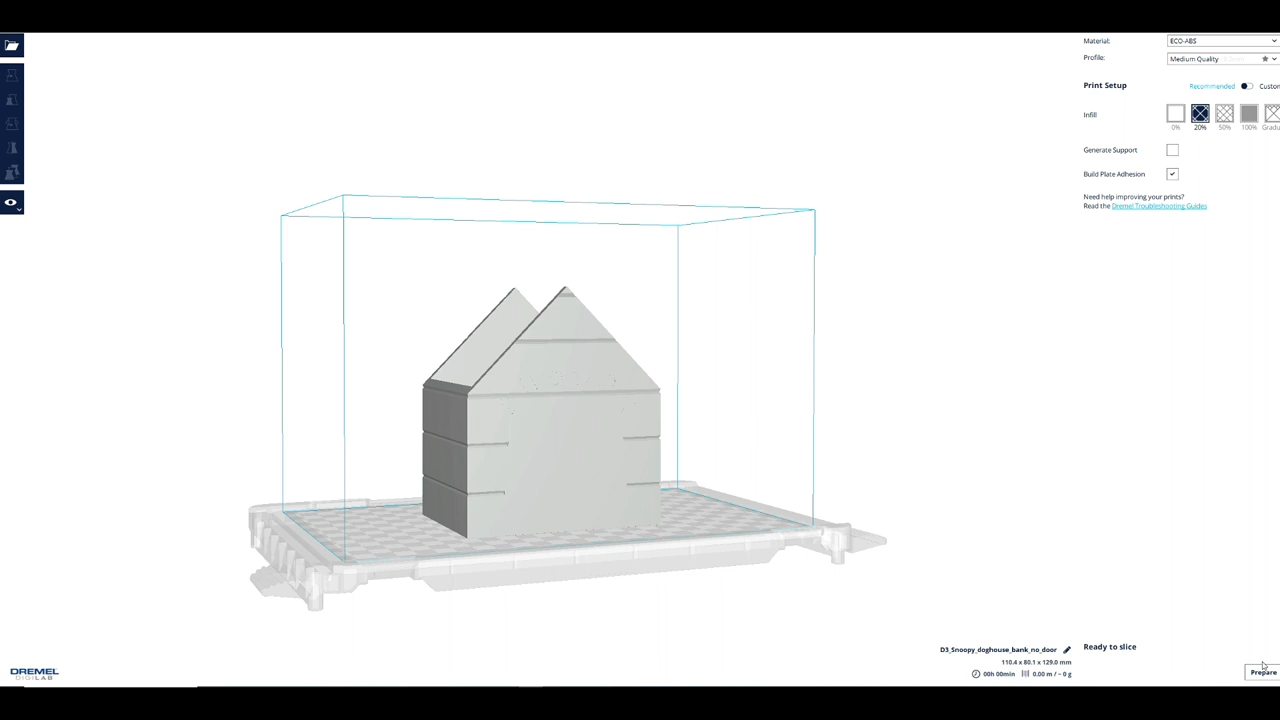 Material: ECO-ABS
Profile: Medium Quality
Print Setup Recommended Custom
Infill
0% 20% 50% 100% Gradu
Generate Support
Build Plate Adhesion
Need help improving your prints?
Read the Dremel Troubleshooting Guides
D3_Snoopy_doghouse_bank_no_door
110.4 x 80.1 x 129.0 mm
00h 00min 0.00 m / ~ 0 g
Ready to slice
Prepare
DREMEL
DIGILAB